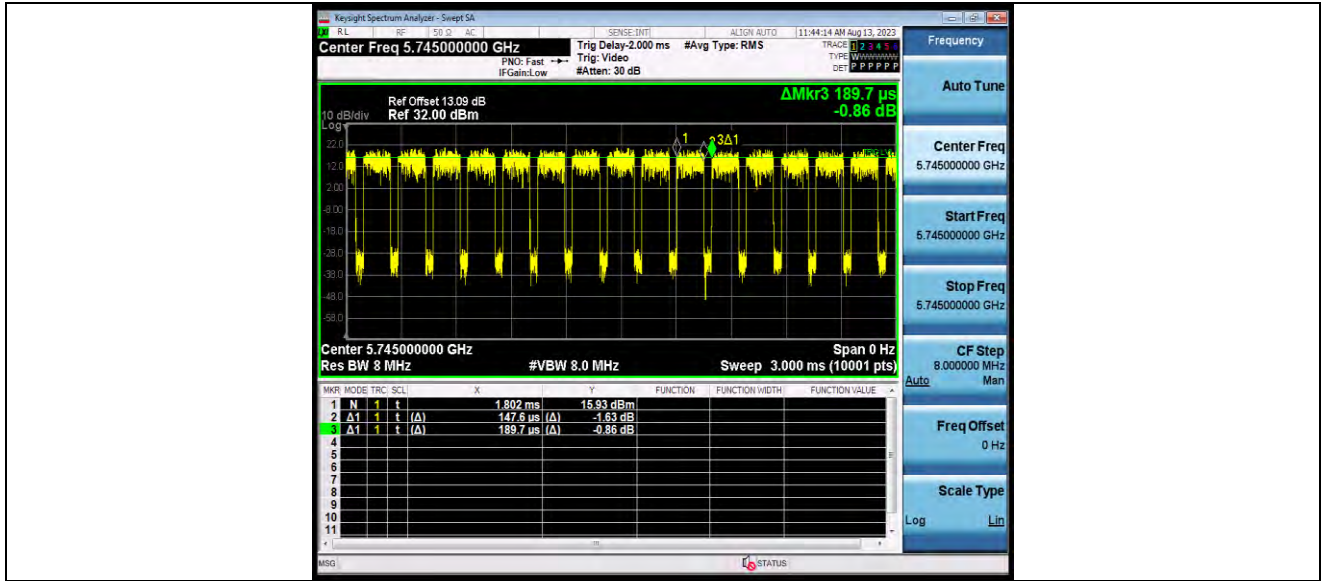 Keysight Spectrum Analyzer - Swept SA
RL RF 50 Ω AC SENSE:INT ALIGN AUTO 11:44:14 AM Aug 13, 2023
Center Freq 5.745000000 GHz
PNO: Fast
IFGain:Low
Trig Delay-2.000 ms
Trig: Video
#Atten: 30 dB
#Avg Type: RMS
TRACE 1 2 3 4 5 6
TYPE W
DET P P P P P P
ΔMkr3 189.7 µs
-0.86 dB
Ref Offset 13.09 dB
10 dB/div Ref 32.00 dBm
Log
1
3Δ1
22.0
12.0
2.00
-8.00
-18.0
-28.0
-38.0
-48.0
-58.0
Center 5.745000000 GHz Span 0 Hz
Res BW 8 MHz #VBW 8.0 MHz Sweep 3.000 ms (10001 pts)
MKR MODE TRC SCL X Y FUNCTION FUNCTION WIDTH FUNCTION VALUE
1 N 1 t 1.802 ms 15.93 dBm
2 Δ1 1 t (Δ) 147.6 µs (Δ) -1.63 dB
3 Δ1 1 t (Δ) 189.7 µs (Δ) -0.86 dB
4
5
6
7
8
9
10
11
MSG STATUS
Frequency
Auto Tune
Center Freq
5.745000000 GHz
Start Freq
5.745000000 GHz
Stop Freq
5.745000000 GHz
CF Step
8.000000 MHz
Auto Man
Freq Offset
0 Hz
Scale Type
Log Lin